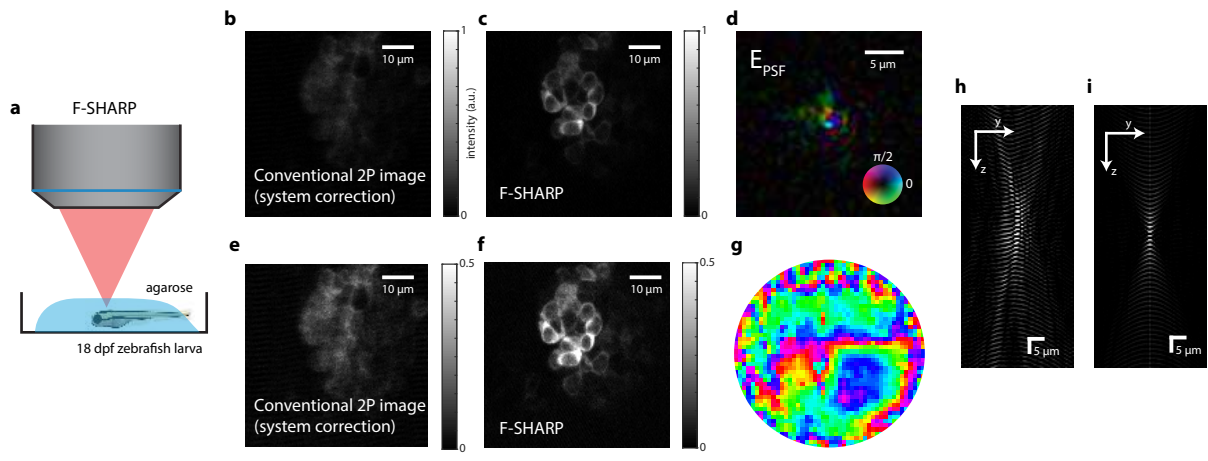 a
F-SHARP
agarose
18 dpf zebrafish larva
b
10 µm
Conventional 2P image
(system correction)
1
0
intensity (a.u.)
c
10 µm
F-SHARP
1
0
d
E_PSF
5 µm
π/2
0
e
10 µm
Conventional 2P image
(system correction)
0.5
0
f
10 µm
F-SHARP
0.5
0
g
h
y
z
5 µm
i
y
z
5 µm